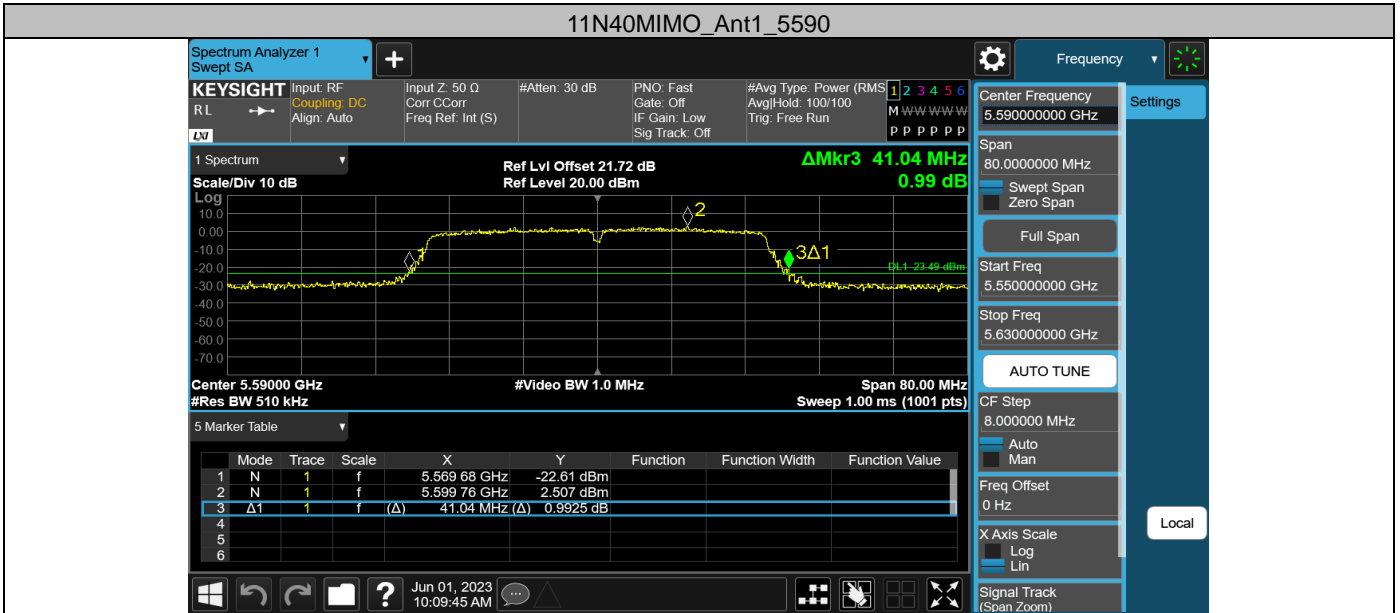 11N40MIMO_Ant1_5590
Spectrum Analyzer 1
Swept SA
+
Frequency
KEYSIGHT
RL
LXI
Input: RF
Coupling: DC
Align: Auto
Input Z: 50 Ω
Corr CCorr
Freq Ref: Int (S)
#Atten: 30 dB
PNO: Fast
Gate: Off
IF Gain: Low
Sig Track: Off
#Avg Type: Power (RMS
Avg|Hold: 100/100
Trig: Free Run
1 2 3 4 5 6
M W W W W W
P P P P P P
1 Spectrum
Scale/Div 10 dB
Ref Lvl Offset 21.72 dB
Ref Level 20.00 dBm
ΔMkr3 41.04 MHz
0.99 dB
Log
10.0
0.00
-10.0
-20.0
-30.0
-40.0
-50.0
-60.0
-70.0
1
2
3Δ1
DL1 -23.49 dBm
Center 5.59000 GHz
#Video BW 1.0 MHz
Span 80.00 MHz
#Res BW 510 kHz
Sweep 1.00 ms (1001 pts)
5 Marker Table
Mode Trace Scale X Y Function Function Width Function Value
1 N 1 f 5.569 68 GHz -22.61 dBm
2 N 1 f 5.599 76 GHz 2.507 dBm
3 Δ1 1 f (Δ) 41.04 MHz (Δ) 0.9925 dB
4
5
6
?
Jun 01, 2023
10:09:45 AM
Center Frequency
5.590000000 GHz
Span
80.0000000 MHz
Swept Span
Zero Span
Full Span
Start Freq
5.550000000 GHz
Stop Freq
5.630000000 GHz
AUTO TUNE
CF Step
8.000000 MHz
Auto
Man
Freq Offset
0 Hz
X Axis Scale
Log
Lin
Signal Track
(Span Zoom)
Settings
Local